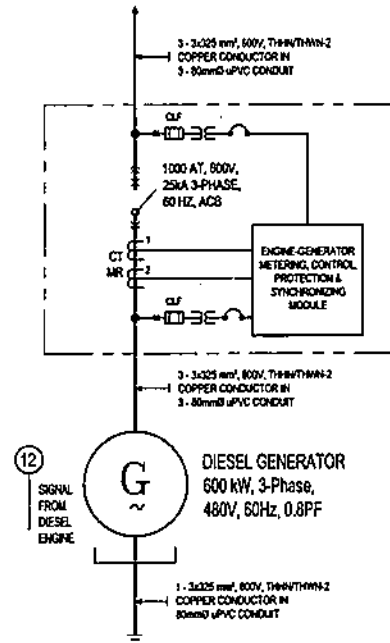 3 - 3x325 mm², 600V, THHN/THWN-2
COPPER CONDUCTOR IN
3 - 80mmØ uPVC CONDUIT
CLF
1000 AT, 600V,
25kA 3-PHASE,
60 HZ, ACB
1
CT
MR
2
ENGINE-GENERATOR
METERING, CONTROL,
PROTECTION &
SYNCHRONIZING
MODULE
CLF
3 - 3x325 mm², 600V, THHN/THWN-2
COPPER CONDUCTOR IN
3 - 80mmØ uPVC CONDUIT
12
SIGNAL
FROM
DIESEL
ENGINE
G
~
DIESEL GENERATOR
600 kW, 3-Phase,
480V, 60Hz, 0.8PF
1 - 3x325 mm², 600V, THHN/THWN-2
COPPER CONDUCTOR IN
80mmØ uPVC CONDUIT